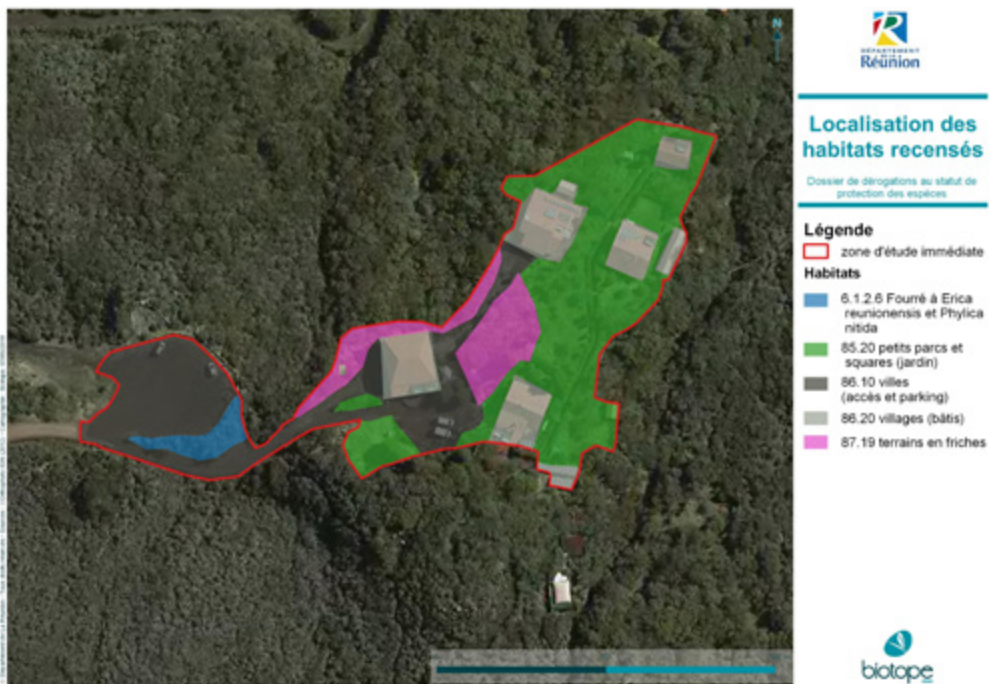 N
DÉPARTEMENT
Réunion
Localisation des
habitats recensés
Dossier de dérogations au statut de
protection des espèces
Légende
zone d'étude immédiate
Habitats
6.1.2.6 Fourré à Erica
reunionensis et Phylica
nitida
85.20 petits parcs et
squares (jardin)
86.10 villes
(accès et parking)
86.20 villages (bâtis)
87.19 terrains en friches
biotope